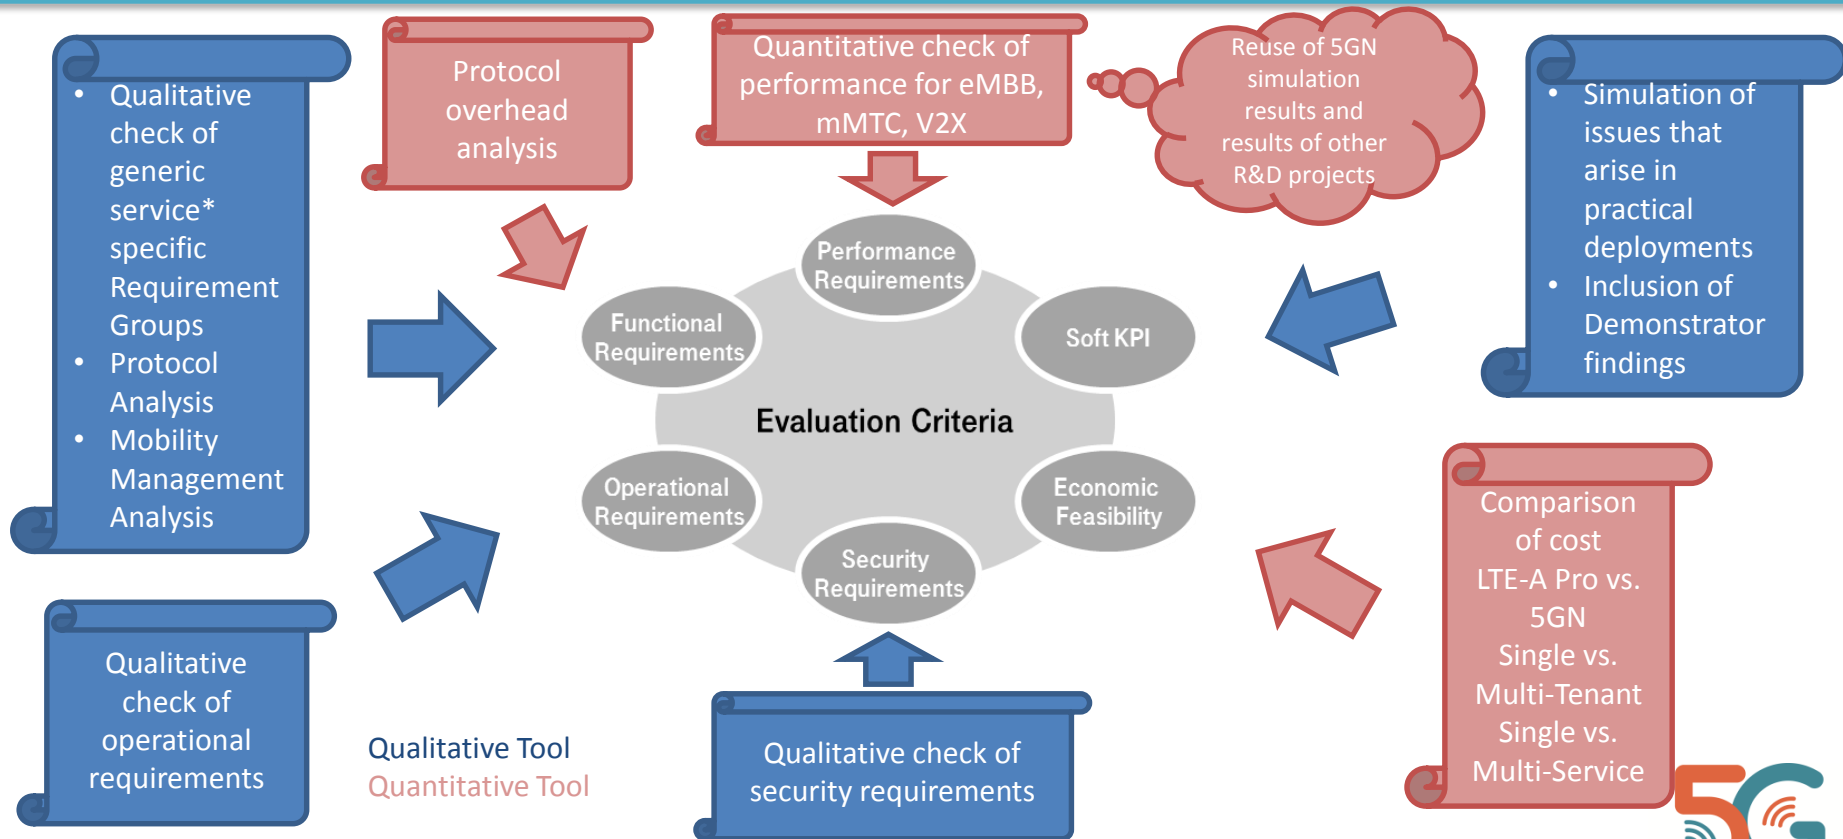 • Qualitative
check of
generic
service*
specific
Requirement
Groups
• Protocol
Analysis
• Mobility
Management
Analysis
Protocol
overhead
analysis
Quantitative check of
performance for eMBB,
mMTC, V2X
Reuse of 5GN
simulation
results and
results of other
R&D projects
• Simulation of
issues that
arise in
practical
deployments
• Inclusion of
Demonstrator
findings
Performance
Requirements
Functional
Requirements
Soft KPI
Evaluation Criteria
Operational
Requirements
Economic
Feasibility
Security
Requirements
Qualitative
check of
operational
requirements
Qualitative Tool
Quantitative Tool
Qualitative check of
security requirements
Comparison
of cost
LTE-A Pro vs.
5GN
Single vs.
Multi-Tenant
Single vs.
Multi-Service
5G